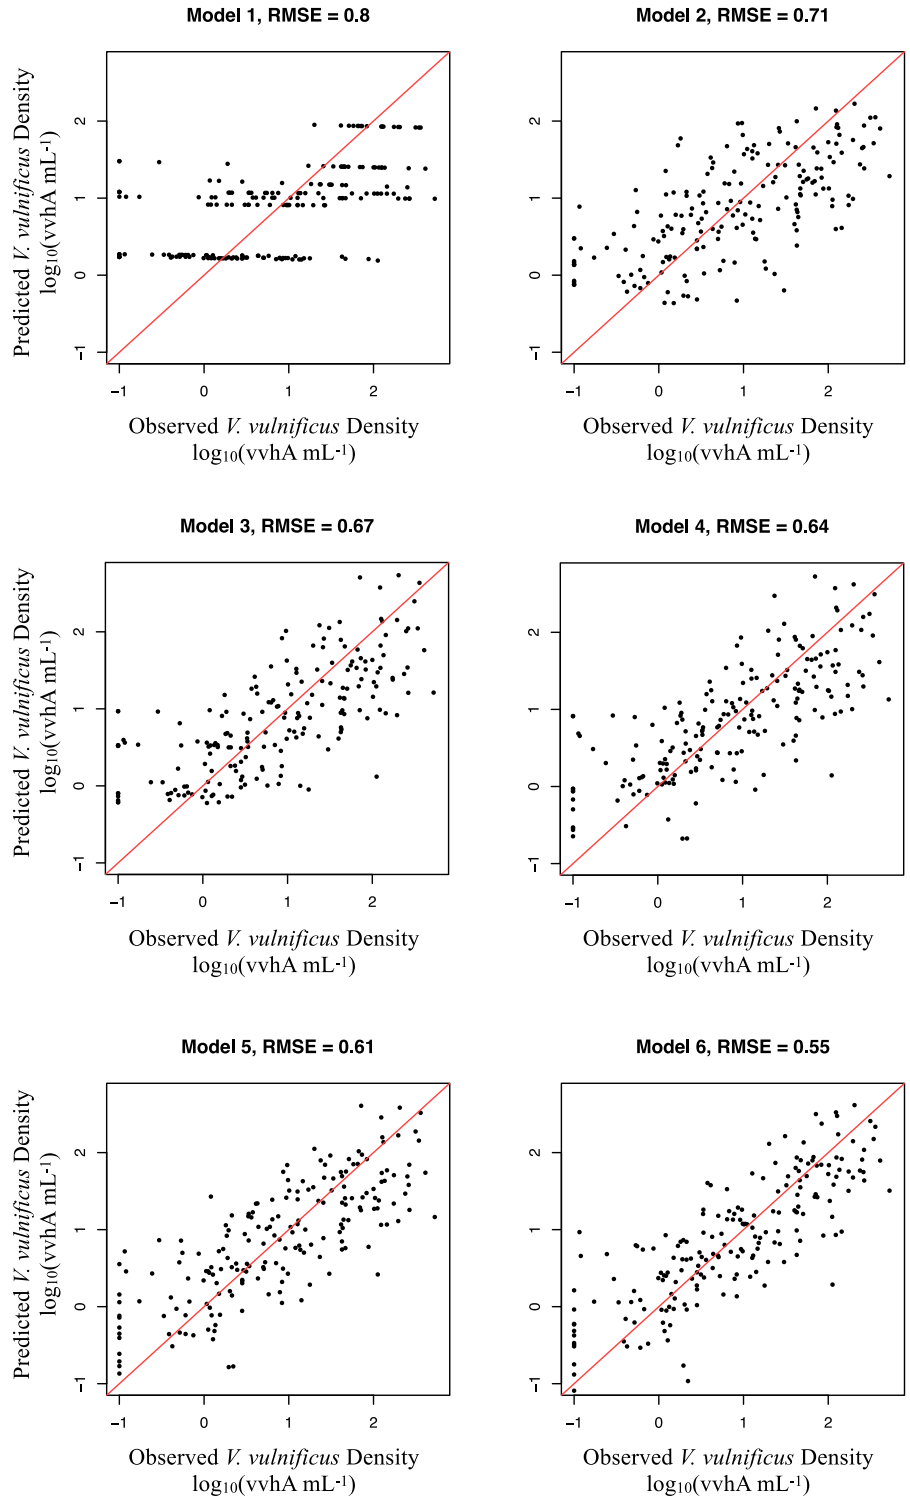 Model 1, RMSE = 0.8
Predicted V. vulnificus Density
log₁₀(vvhA mL⁻¹)
2
1
0
−1
−1 0 1 2
Observed V. vulnificus Density
log₁₀(vvhA mL⁻¹)
Model 2, RMSE = 0.71
2
1
0
−1
−1 0 1 2
Observed V. vulnificus Density
log₁₀(vvhA mL⁻¹)
Model 3, RMSE = 0.67
Predicted V. vulnificus Density
log₁₀(vvhA mL⁻¹)
2
1
0
−1
−1 0 1 2
Observed V. vulnificus Density
log₁₀(vvhA mL⁻¹)
Model 4, RMSE = 0.64
2
1
0
−1
−1 0 1 2
Observed V. vulnificus Density
log₁₀(vvhA mL⁻¹)
Model 5, RMSE = 0.61
Predicted V. vulnificus Density
log₁₀(vvhA mL⁻¹)
2
1
0
−1
−1 0 1 2
Observed V. vulnificus Density
log₁₀(vvhA mL⁻¹)
Model 6, RMSE = 0.55
2
1
0
−1
−1 0 1 2
Observed V. vulnificus Density
log₁₀(vvhA mL⁻¹)